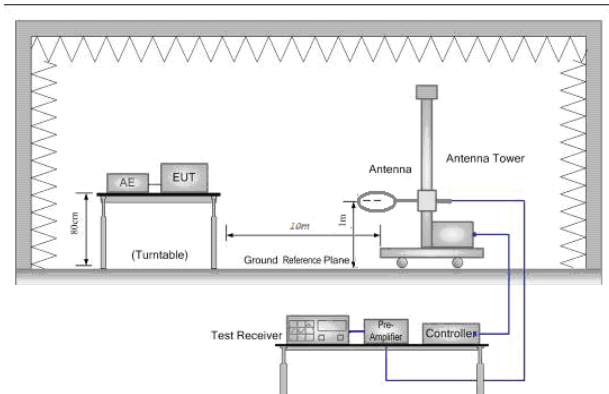 AE
EUT
80cm
(Turntable)
10m
Antenna
Antenna Tower
1m
Ground Reference Plane
Test Receiver
Pre-
Amplifier
Controller